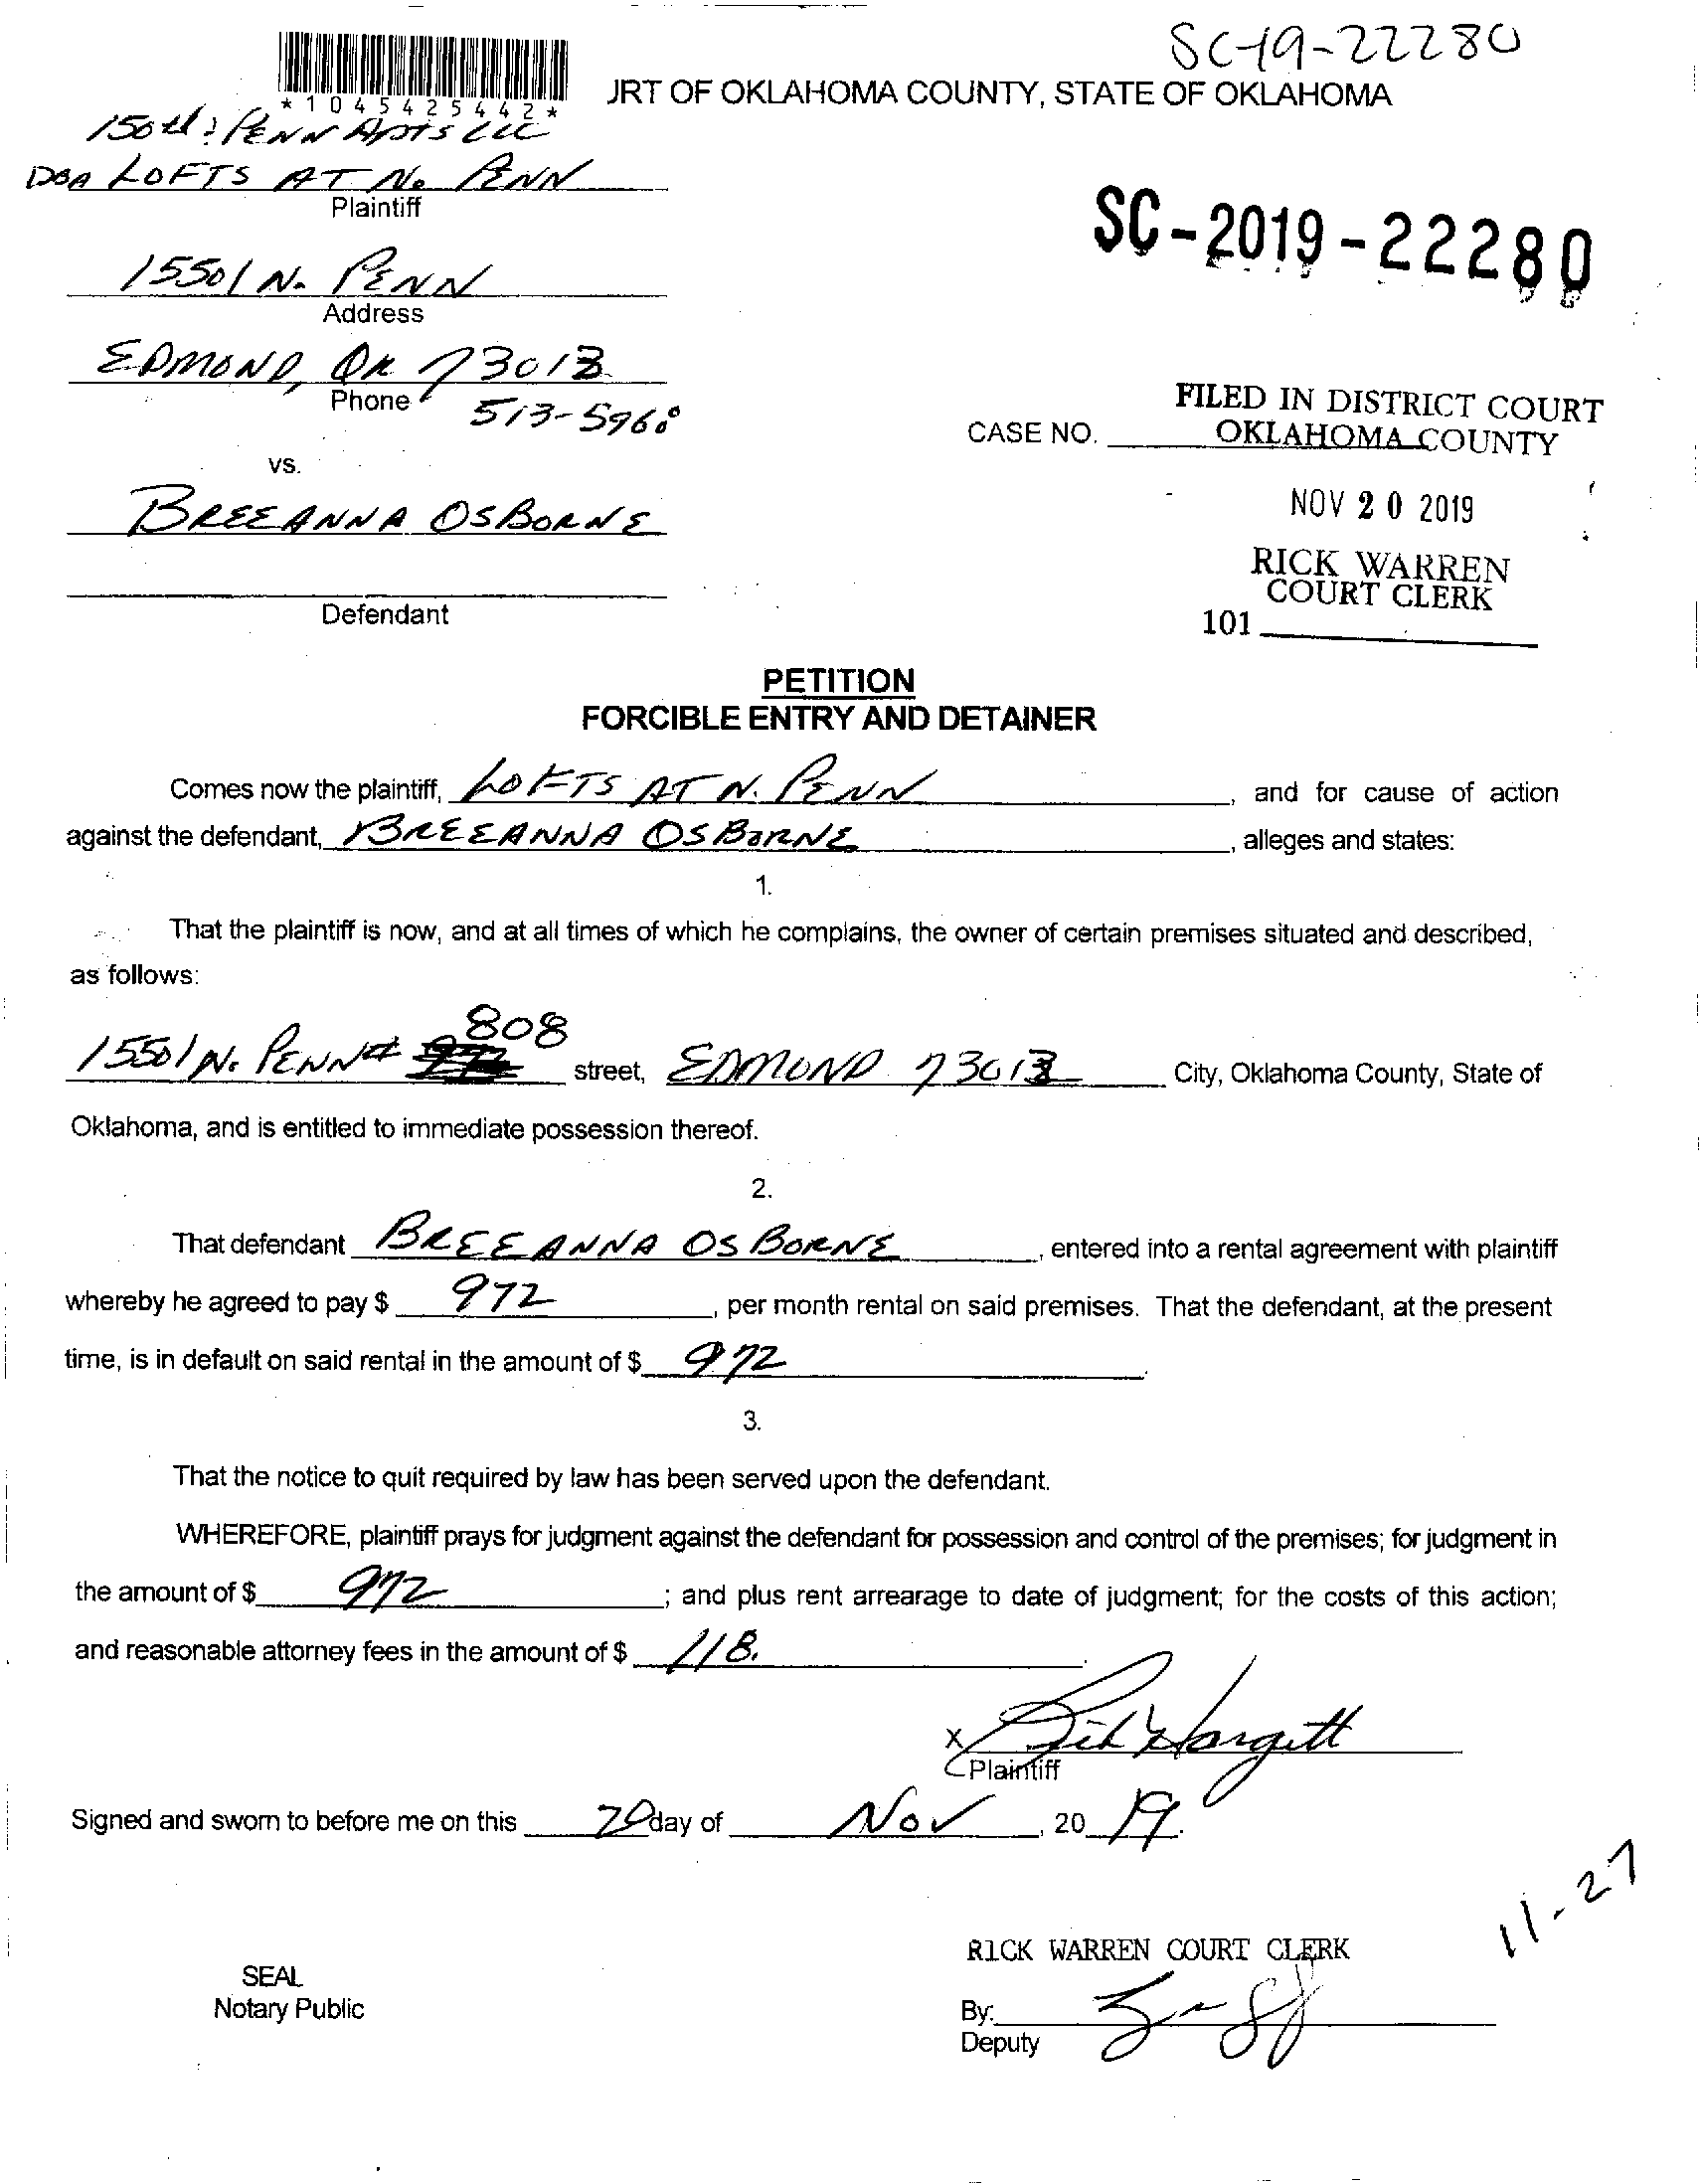 SC-19-22280
*1045425442*
JRT OF OKLAHOMA COUNTY, STATE OF OKLAHOMA
150th & PENN APTS LLC
DBA LOFTS AT No PENN
Plaintiff
SC-2019-22280
15501 N. PENN
Address
EDMOND, OK 73013
Phone 513-5960
FILED IN DISTRICT COURT
CASE NO. OKLAHOMA COUNTY
vs.
NOV 20 2019
BREEANNA OSBORNE
RICK WARREN
COURT CLERK
Defendant
101
PETITION
FORCIBLE ENTRY AND DETAINER
Comes now the plaintiff, LOFTS AT N. PENN, and for cause of action
against the defendant, BREEANNA OSBORNE, alleges and states:
1.
That the plaintiff is now, and at all times of which he complains, the owner of certain premises situated and described,
as follows:
15501 N. PENN # 808 street, EDMOND 73013 City, Oklahoma County, State of
Oklahoma, and is entitled to immediate possession thereof.
2.
That defendant BREEANNA OSBORNE, entered into a rental agreement with plaintiff
whereby he agreed to pay $ 972, per month rental on said premises. That the defendant, at the present
time, is in default on said rental in the amount of $ 972.
3.
That the notice to quit required by law has been served upon the defendant.
WHEREFORE, plaintiff prays for judgment against the defendant for possession and control of the premises; for judgment in
the amount of $ 972; and plus rent arrearage to date of judgment; for the costs of this action;
and reasonable attorney fees in the amount of $ 118.
X Hargett
Plaintiff
Signed and sworn to before me on this 20 day of Nov, 2019.
11-27
RICK WARREN COURT CLERK
SEAL
Notary Public
By:
Deputy